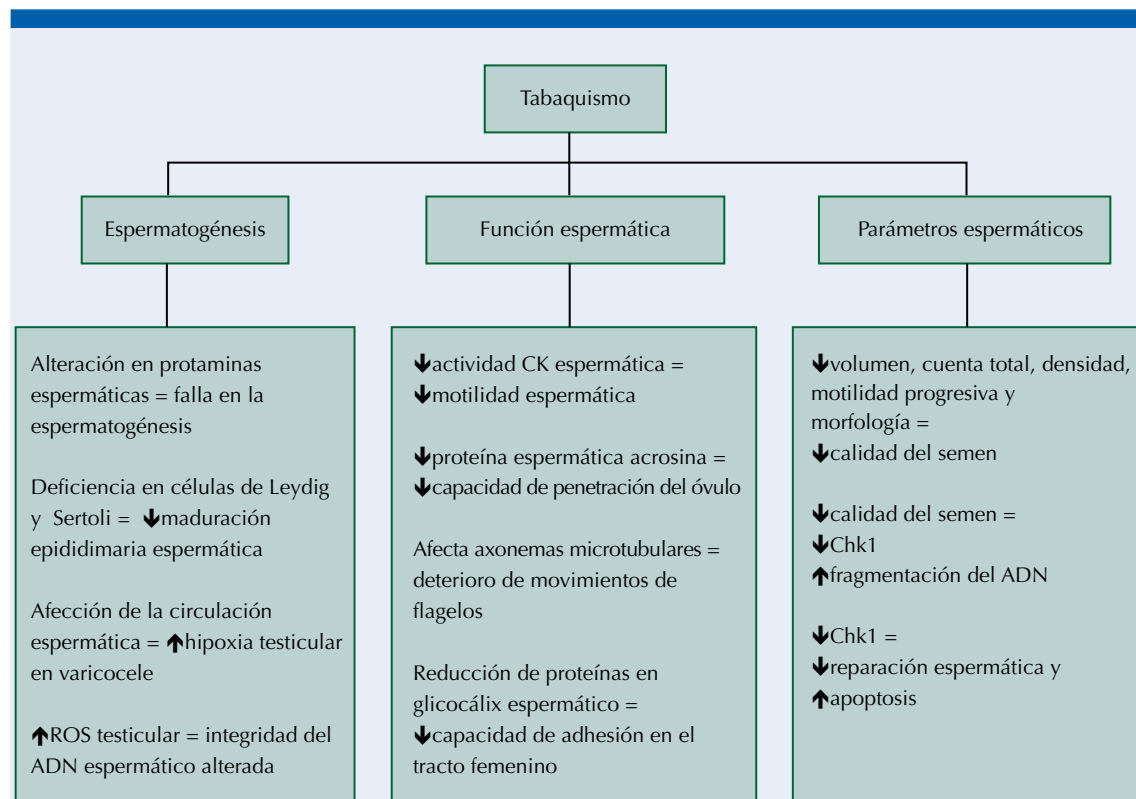 Tabaquismo
Espermatogénesis
Función espermática
Parámetros espermáticos
Alteración en protaminas
espermáticas = falla en la
espermatogénesis
Deficiencia en células de Leydig
y Sertoli = ↓maduración
epididimaria espermática
Afección de la circulación
espermática = ↑hipoxia testicular
en varicocele
↑ROS testicular = integridad del
ADN espermático alterada
↓actividad CK espermática =
↓motilidad espermática
↓proteína espermática acrosina =
↓capacidad de penetración del óvulo
Afecta axonemas microtubulares =
deterioro de movimientos de
flagelos
Reducción de proteínas en
glicocálix espermático =
↓capacidad de adhesión en el
tracto femenino
↓volumen, cuenta total, densidad,
motilidad progresiva y
morfología =
↓calidad del semen
↓calidad del semen =
↓Chk1
↑fragmentación del ADN
↓Chk1 =
↓reparación espermática y
↑apoptosis